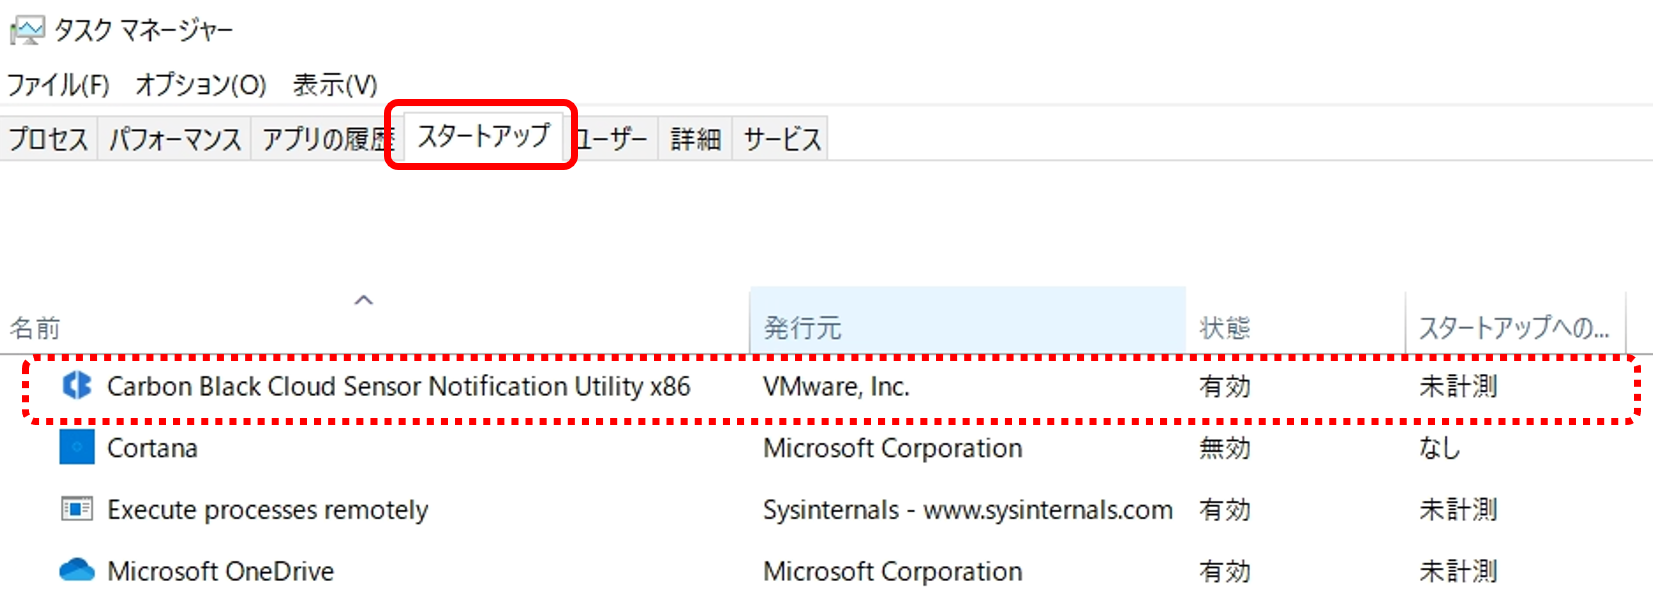 タスク マネージャー
ファイル(F) オプション(O) 表示(V)
プロセス パフォーマンス アプリの履歴 スタートアップ ユーザー 詳細 サービス
名前 発行元 状態 スタートアップへの...
Carbon Black Cloud Sensor Notification Utility x86 VMware, Inc. 有効 未計測
Cortana Microsoft Corporation 無効 なし
Execute processes remotely Sysinternals - www.sysinternals.com 有効 未計測
Microsoft OneDrive Microsoft Corporation 有効 未計測